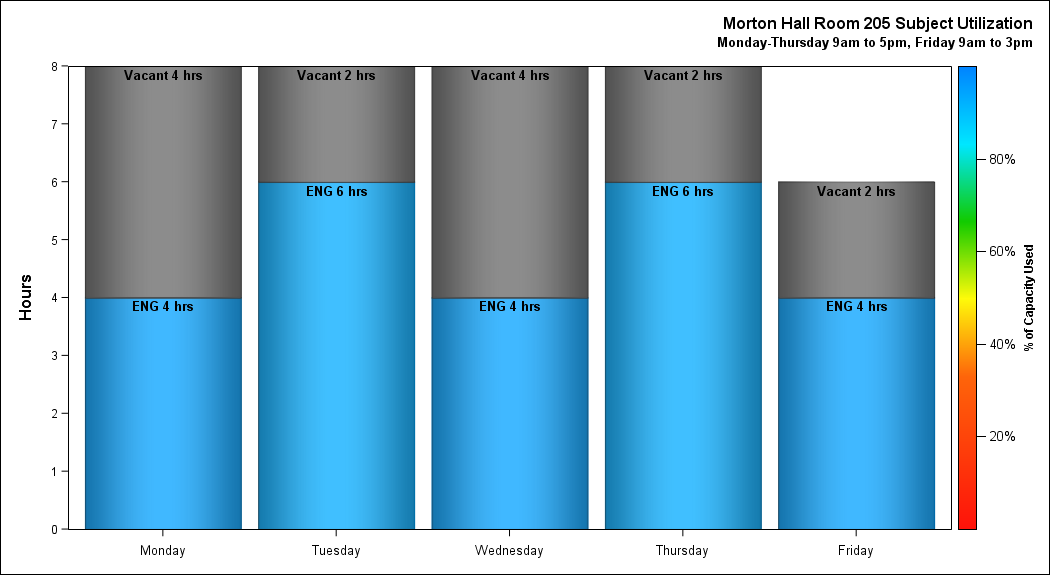 Morton Hall Room 205 Subject Utilization
Monday-Thursday 9am to 5pm, Friday 9am to 3pm
Hours
8
7
6
5
4
3
2
1
0
Vacant 4 hrs
ENG 4 hrs
Vacant 2 hrs
ENG 6 hrs
Vacant 4 hrs
ENG 4 hrs
Vacant 2 hrs
ENG 6 hrs
Vacant 2 hrs
ENG 4 hrs
Monday
Tuesday
Wednesday
Thursday
Friday
80%
60%
40%
20%
% of Capacity Used